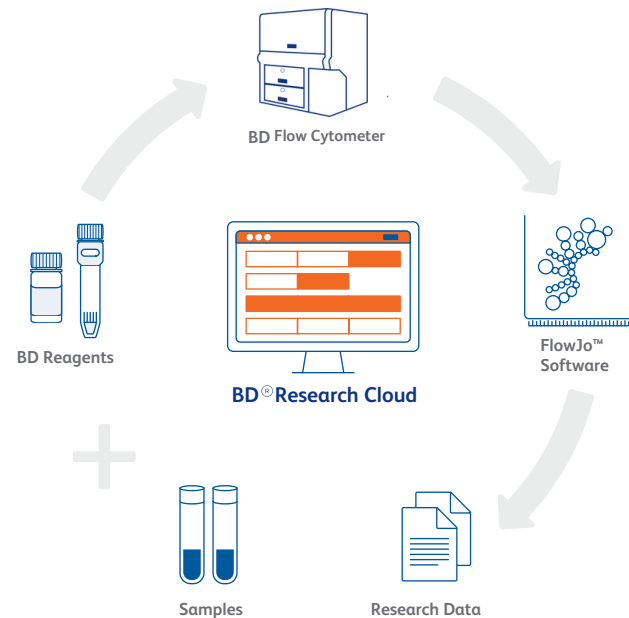 BD Flow Cytometer
BD Reagents
FlowJo™
Software
BD® Research Cloud
Samples
Research Data